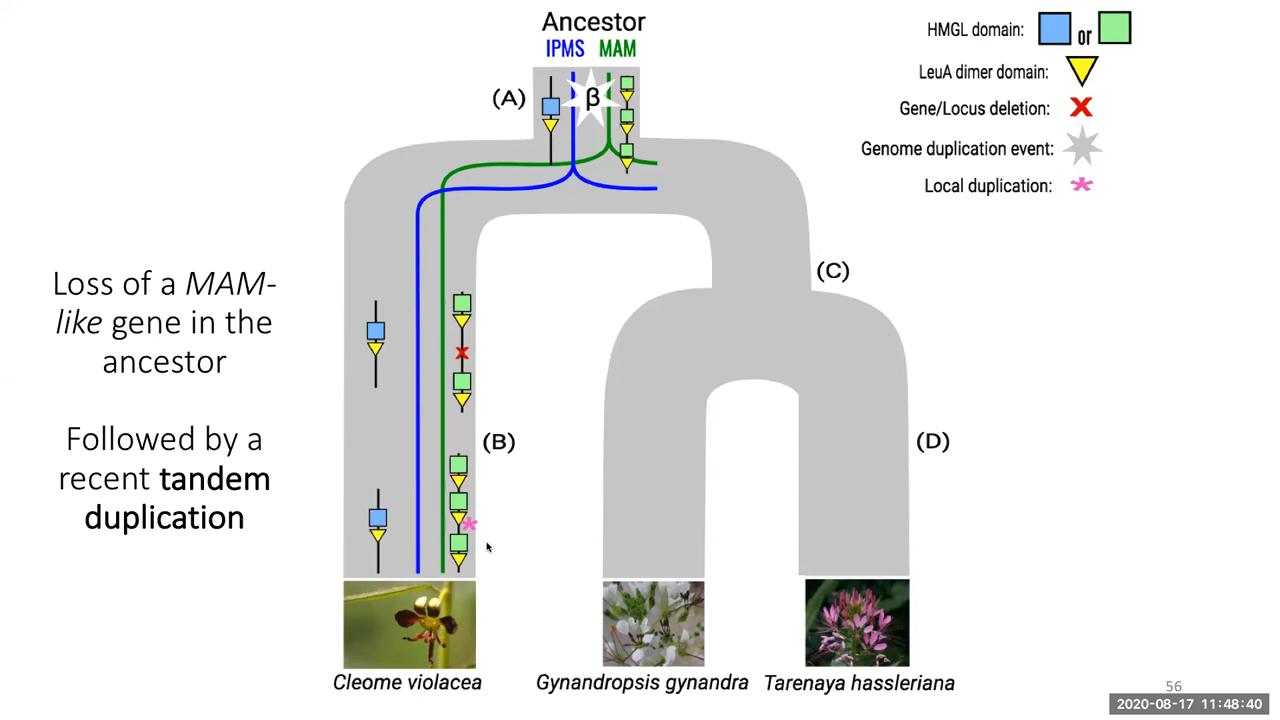 Ancestor
IPMS MAM
(A)
β
HMGL domain: or
LeuA dimer domain:
Gene/Locus deletion:
Genome duplication event:
Local duplication:
Loss of a MAM-
like gene in the
ancestor
Followed by a
recent tandem
duplication
(B)
(C)
(D)
Cleome violacea
Gynandropsis gynandra
Tarenaya hassleriana
56
2020-08-17 11:48:40